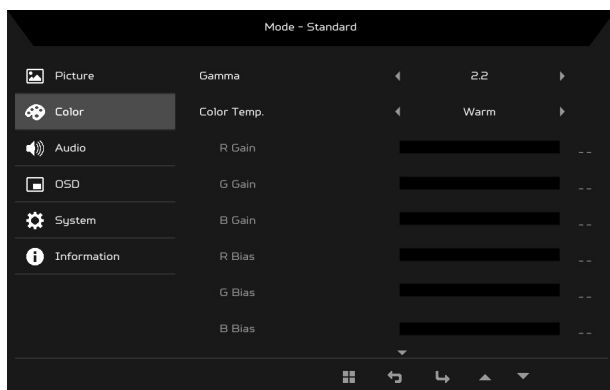 Mode - Standard
Picture
Gamma 2.2
Color
Color Temp. Warm
Audio
R Gain --
OSD
G Gain --
System
B Gain --
Information
R Bias --
G Bias --
B Bias --